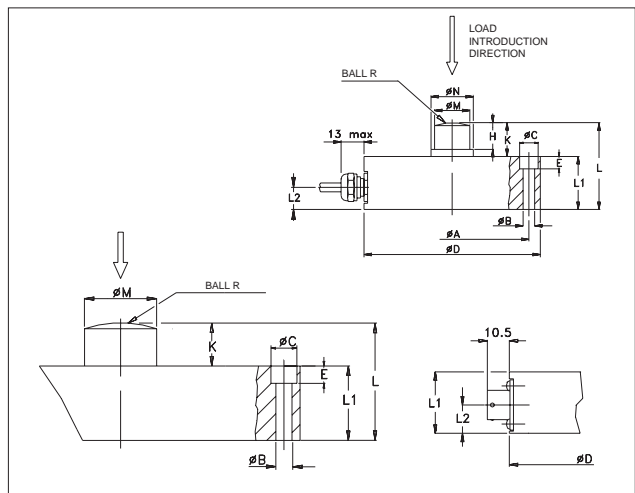 LOAD
INTRODUCTION
DIRECTION
BALL R
øN
øM
13 max
H
K
øC
E
L
L1
L2
øB
øA
øD
BALL R
øM
K
øC
E
L1
L
øB
10.5
L1
L2
øD